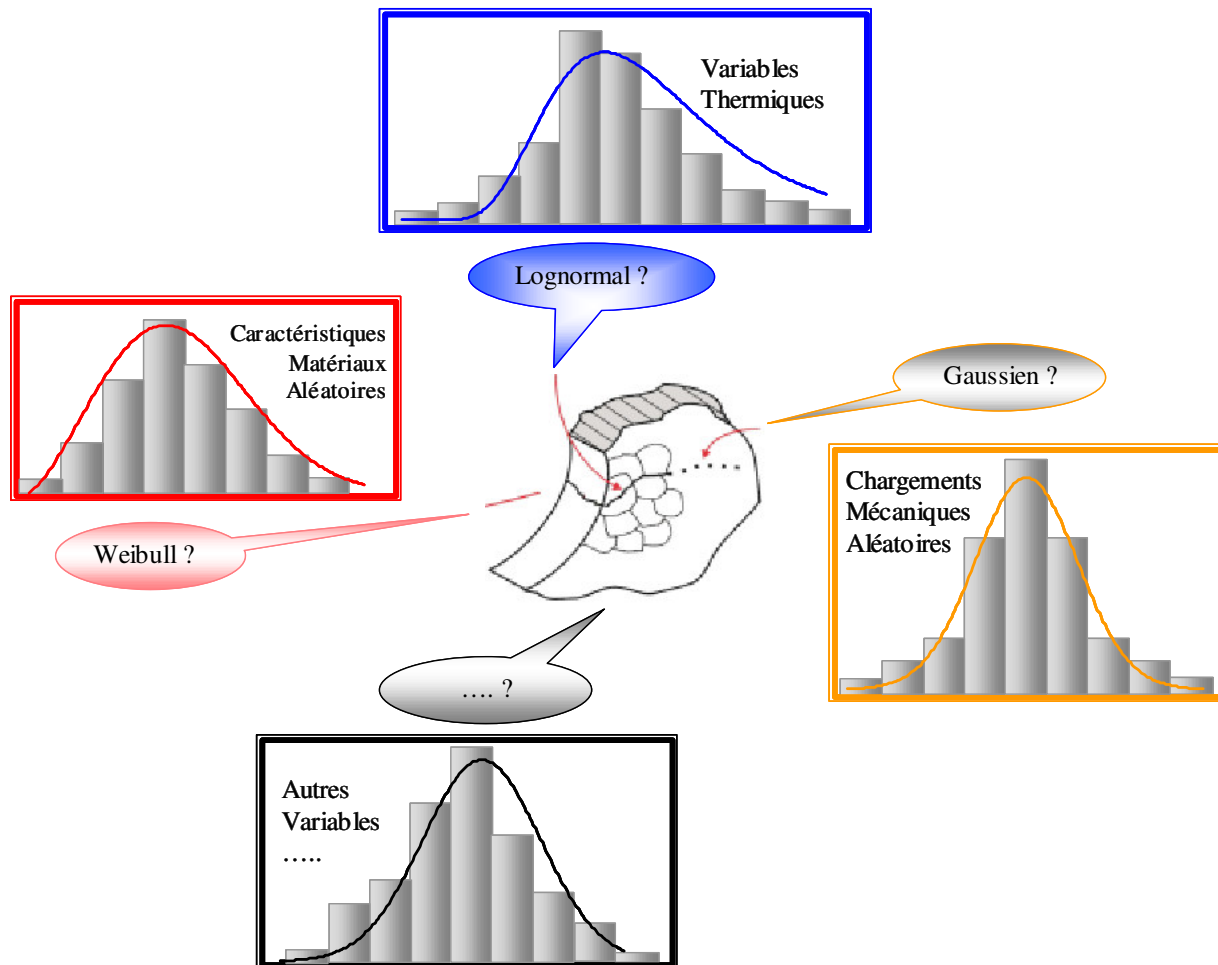 Variables
Thermiques
Lognormal ?
Caractéristiques
Matériaux
Aléatoires
Gaussien ?
Chargements
Mécaniques
Aléatoires
Weibull ?
…. ?
Autres
Variables
…..